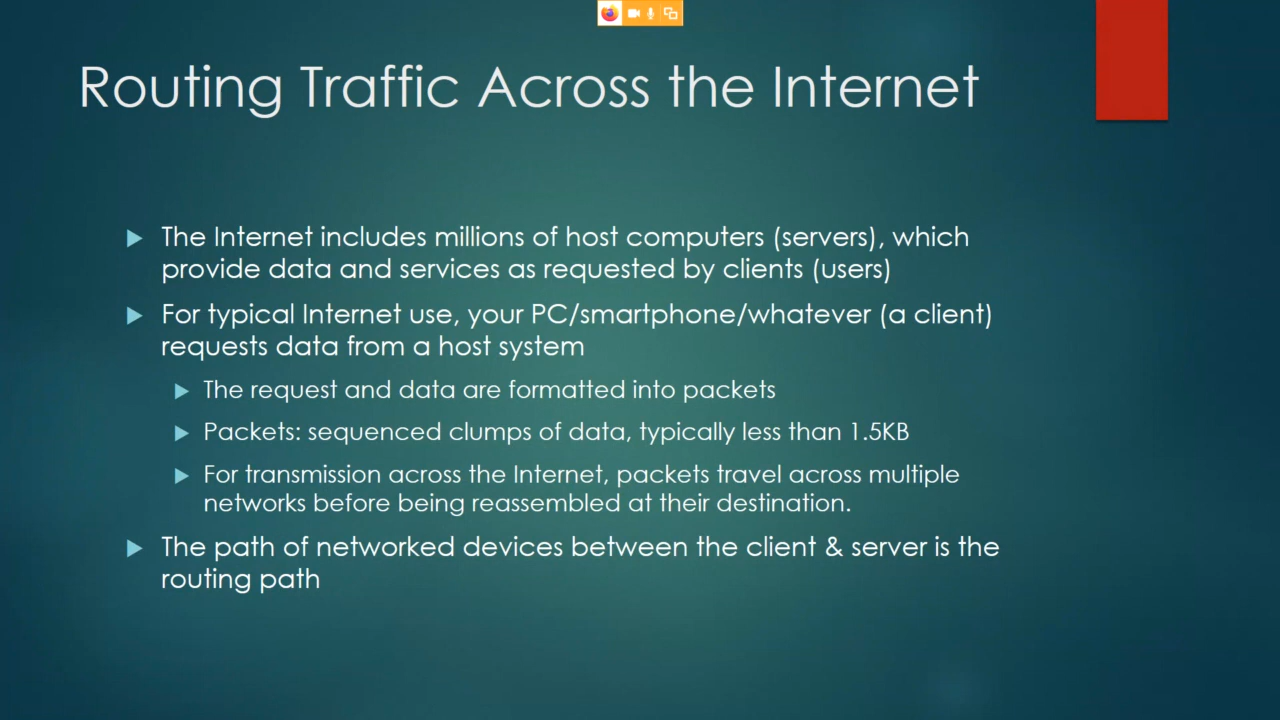 Routing Traffic Across the Internet
The Internet includes millions of host computers (servers), which
provide data and services as requested by clients (users)
For typical Internet use, your PC/smartphone/whatever (a client)
requests data from a host system
The request and data are formatted into packets
Packets: sequenced clumps of data, typically less than 1.5KB
For transmission across the Internet, packets travel across multiple
networks before being reassembled at their destination.
The path of networked devices between the client & server is the
routing path